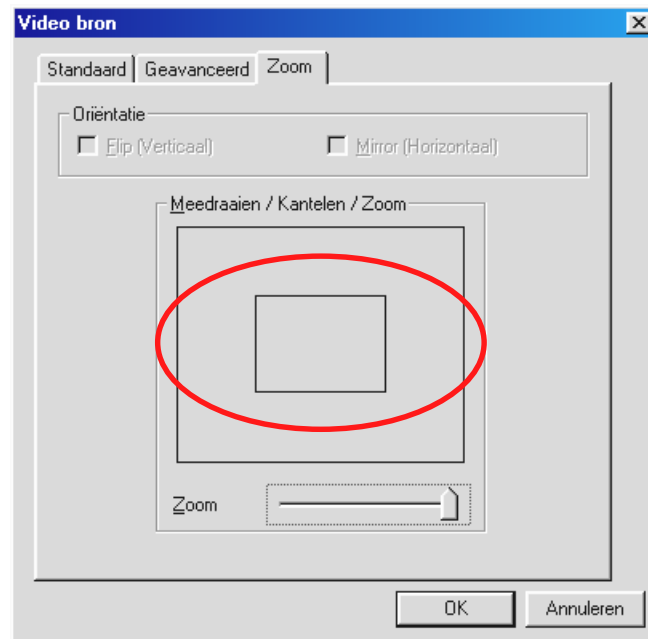 Video bron
Standaard Geavanceerd Zoom
Oriëntatie
Flip (Verticaal) Mirror (Horizontaal)
Meedraaien / Kantelen / Zoom
Zoom
OK Annuleren